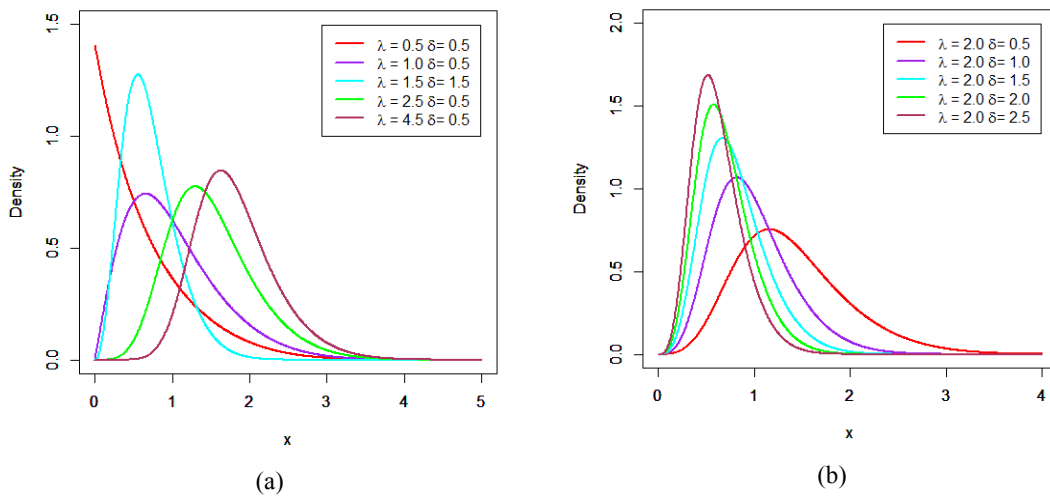 1.5
1.0
0.5
0.0
Density
λ = 0.5 δ= 0.5
λ = 1.0 δ= 0.5
λ = 1.5 δ= 1.5
λ = 2.5 δ= 0.5
λ = 4.5 δ= 0.5
0 1 2 3 4 5
x
(a)
2.0
1.5
1.0
0.5
0.0
Density
λ = 2.0 δ= 0.5
λ = 2.0 δ= 1.0
λ = 2.0 δ= 1.5
λ = 2.0 δ= 2.0
λ = 2.0 δ= 2.5
0 1 2 3 4
x
(b)